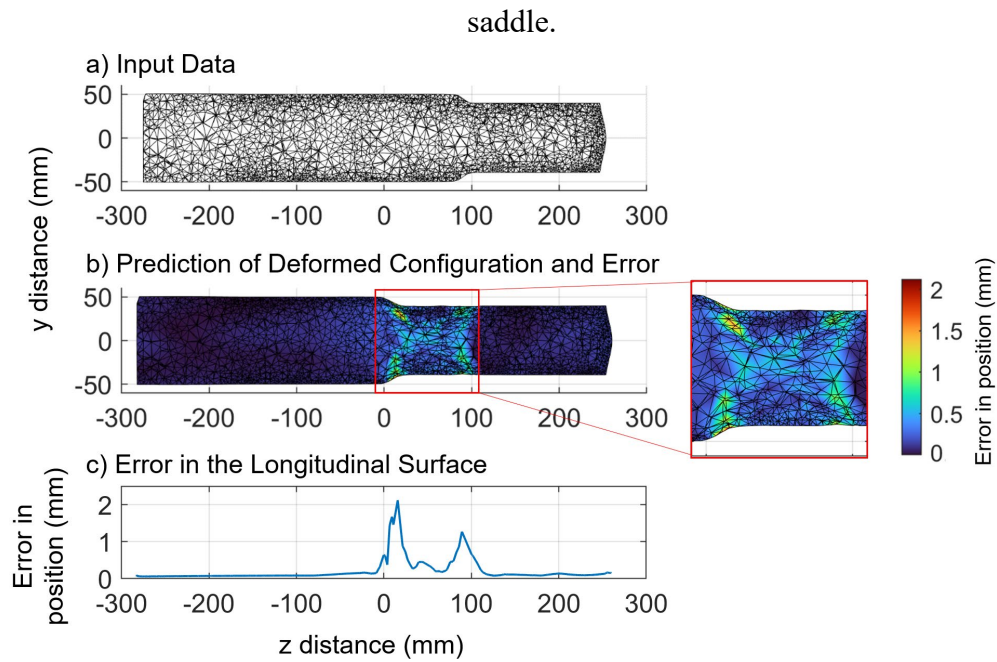 saddle.
a) Input Data
50
0
-50
-300 -200 -100 0 100 200 300
y distance (mm)
b) Prediction of Deformed Configuration and Error
50
0
-50
-300 -200 -100 0 100 200 300
2
1.5
1
0.5
0
Error in position (mm)
c) Error in the Longitudinal Surface
2
1
0
Error in
position (mm)
-300 -200 -100 0 100 200 300
z distance (mm)